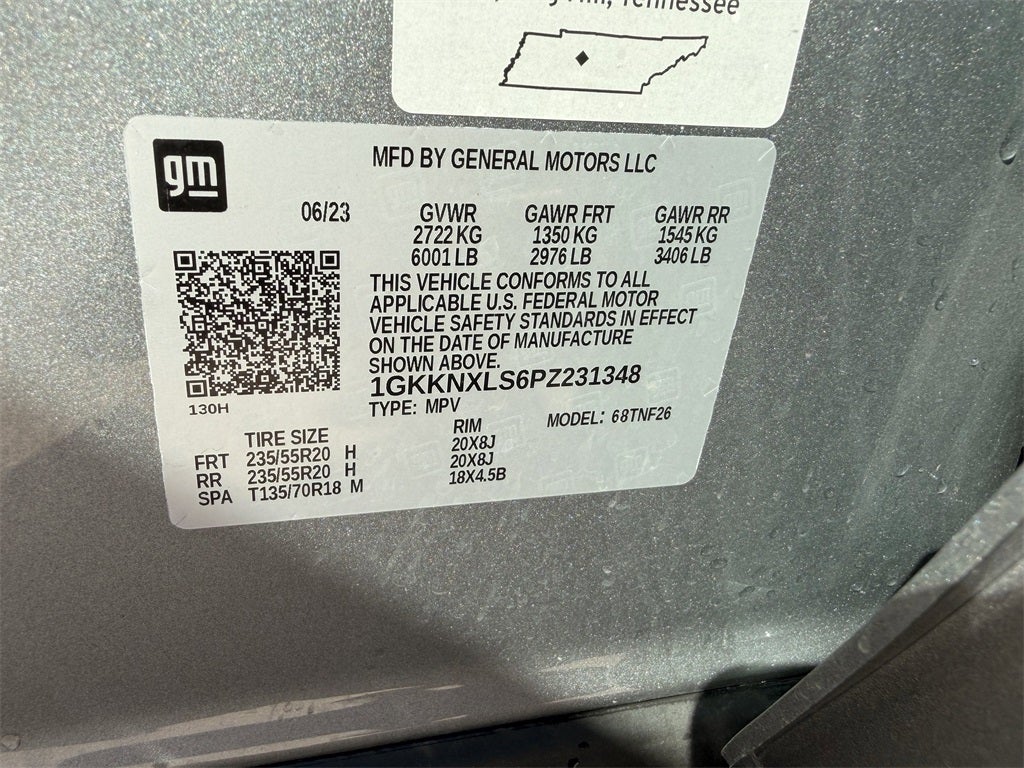 Tennessee
gm
MFD BY GENERAL MOTORS LLC
06/23 GVWR GAWR FRT GAWR RR
2722 KG 1350 KG 1545 KG
6001 LB 2976 LB 3406 LB
THIS VEHICLE CONFORMS TO ALL
APPLICABLE U.S. FEDERAL MOTOR
VEHICLE SAFETY STANDARDS IN EFFECT
ON THE DATE OF MANUFACTURE
SHOWN ABOVE.
1GKKNXLS6PZ231348
130H
TYPE: MPV MODEL: 68TNF26
TIRE SIZE RIM
FRT 235/55R20 H 20X8J
RR 235/55R20 H 20X8J
SPA T135/70R18 M 18X4.5B